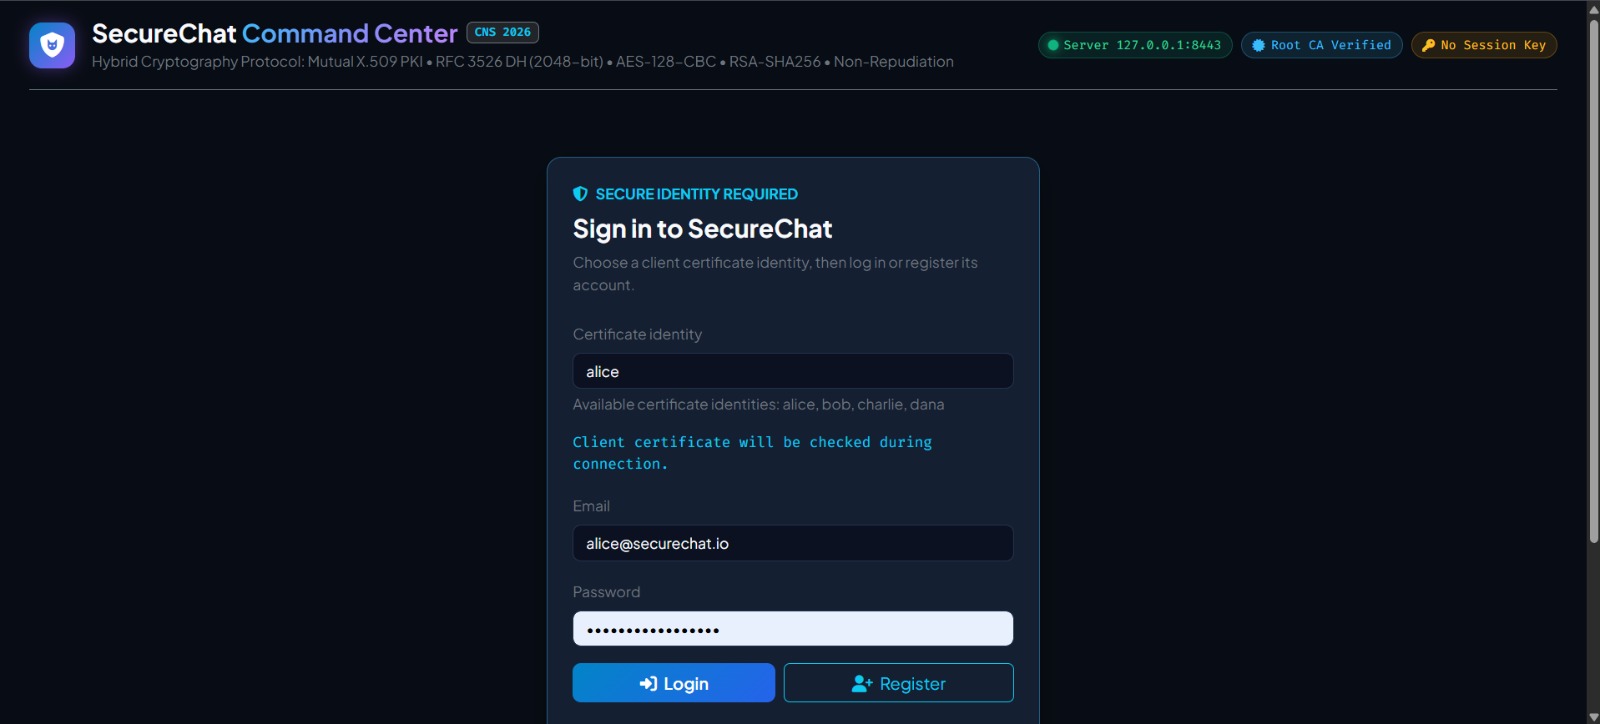 SecureChat Command Center CNS 2026
Hybrid Cryptography Protocol: Mutual X.509 PKI • RFC 3526 DH (2048-bit) • AES-128-CBC • RSA-SHA256 • Non-Repudiation
Server 127.0.0.1:8443 Root CA Verified No Session Key
SECURE IDENTITY REQUIRED
Sign in to SecureChat
Choose a client certificate identity, then log in or register its
account.
Certificate identity
alice
Available certificate identities: alice, bob, charlie, dana
Client certificate will be checked during
connection.
Email
alice@securechat.io
Password
•••••••••••••••••
Login Register